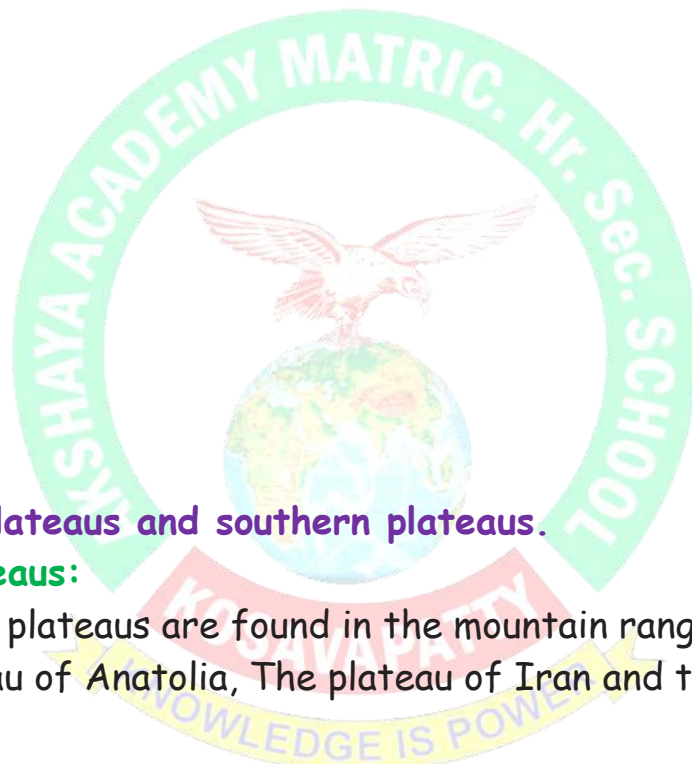 AKSHAYA ACADEMY MATRIC. Hr. Sec. SCHOOL
lateaus and southern plateaus.
eaus:
plateaus are found in the mountain rang
au of Anatolia, The plateau of Iran and t
KOSAVAPATTY
KNOWLEDGE IS POWER